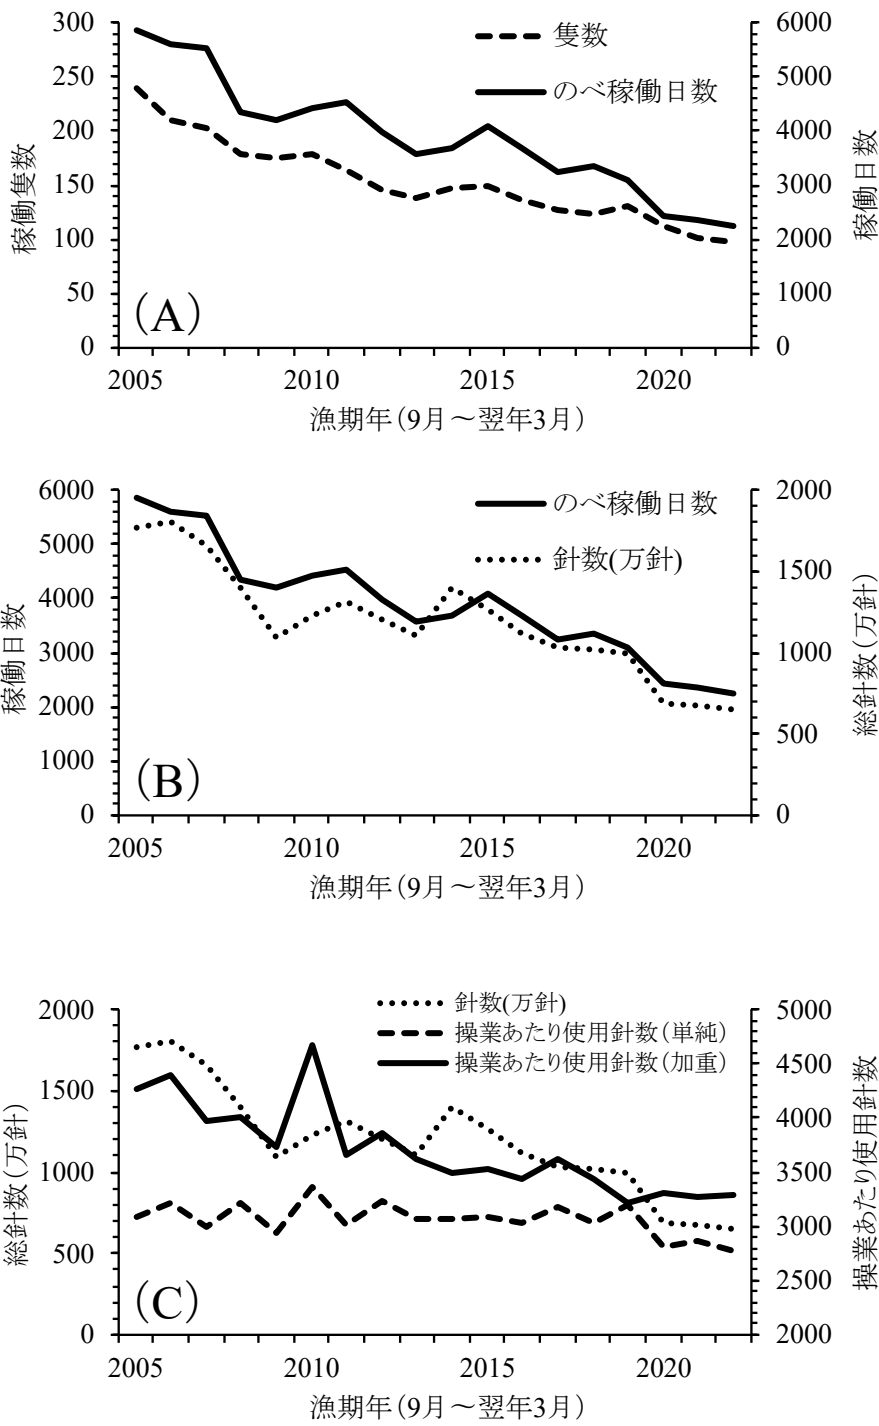 300
250
200
150
100
50
0
稼働隻数
隻数
のべ稼働日数
6000
5000
4000
3000
2000
1000
0
稼働日数
(A)
2005 2010 2015 2020
漁期年(9月～翌年3月)
6000
5000
4000
3000
2000
1000
0
稼働日数
のべ稼働日数
針数(万針)
2000
1500
1000
500
0
総針数(万針)
(B)
2005 2010 2015 2020
漁期年(9月～翌年3月)
2000
1500
1000
500
0
総針数(万針)
針数(万針)
操業あたり使用針数(単純)
操業あたり使用針数(加重)
5000
4500
4000
3500
3000
2500
2000
操業あたり使用針数
(C)
2005 2010 2015 2020
漁期年(9月～翌年3月)